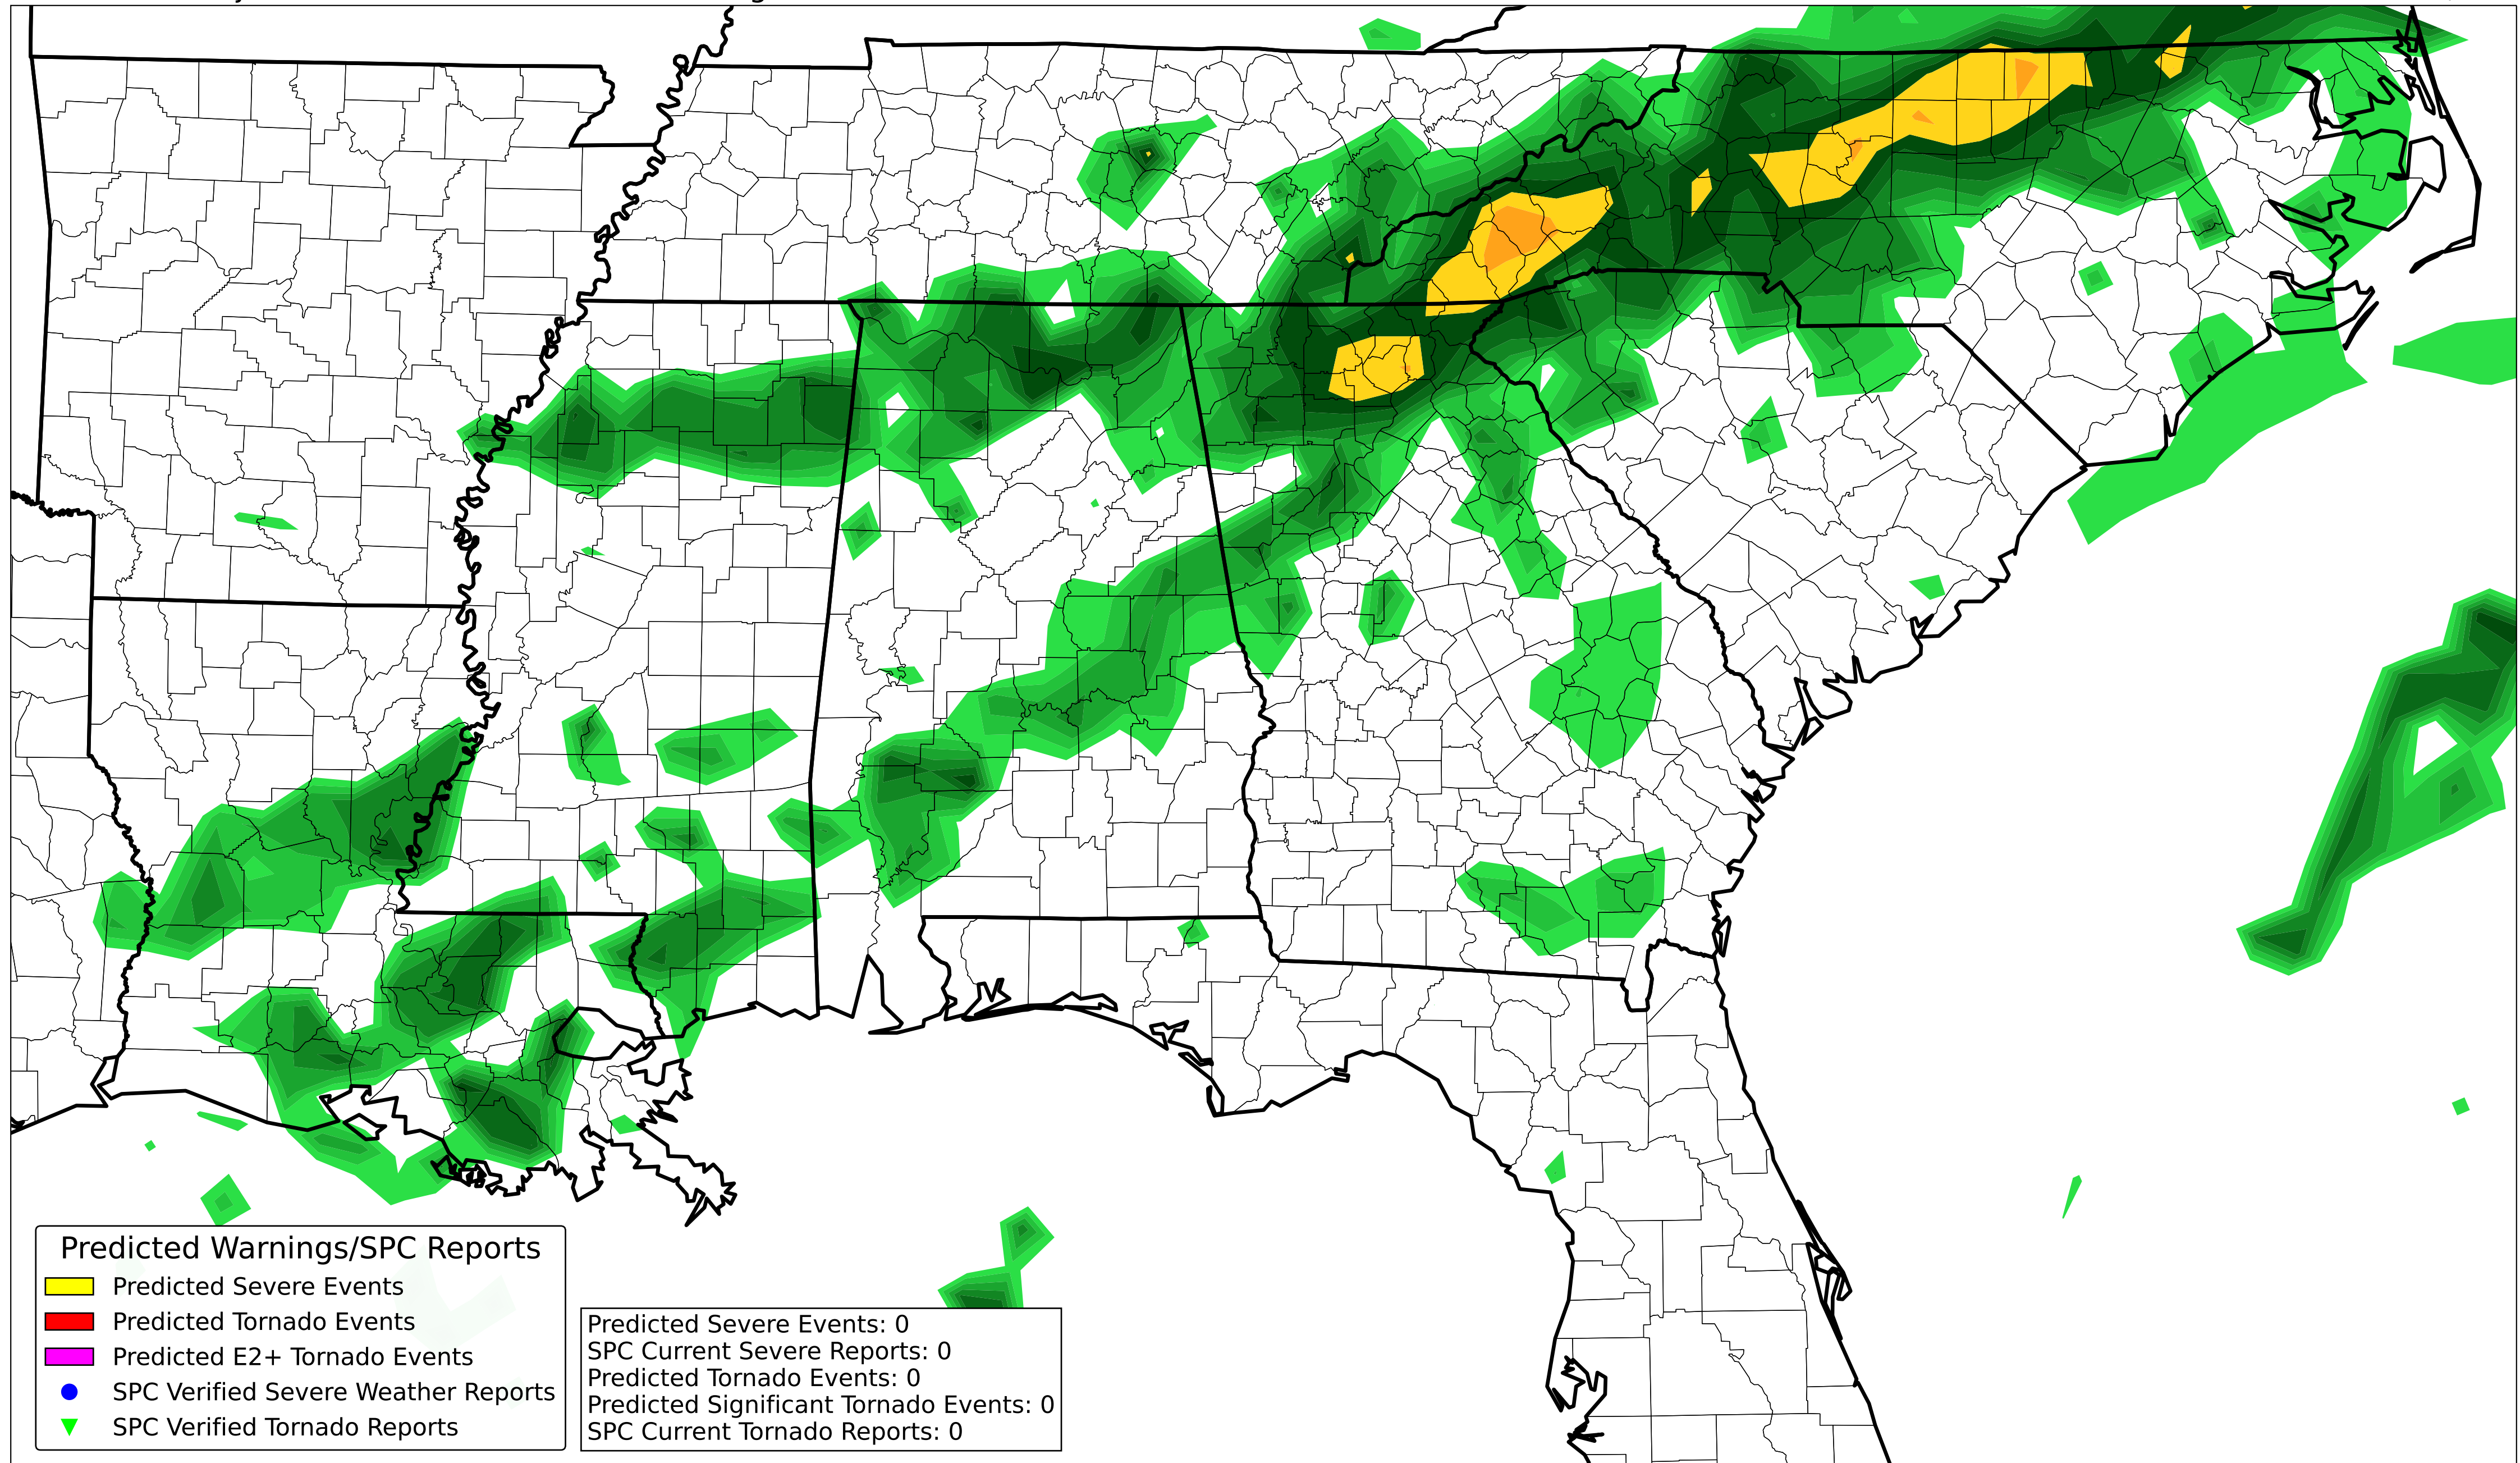 Predicted Warnings/SPC Reports
Predicted Severe Events
Predicted Tornado Events
Predicted E2+ Tornado Events
SPC Verified Severe Weather Reports
SPC Verified Tornado Reports
Predicted Severe Events: 0
SPC Current Severe Reports: 0
Predicted Tornado Events: 0
Predicted Significant Tornado Events: 0
SPC Current Tornado Reports: 0